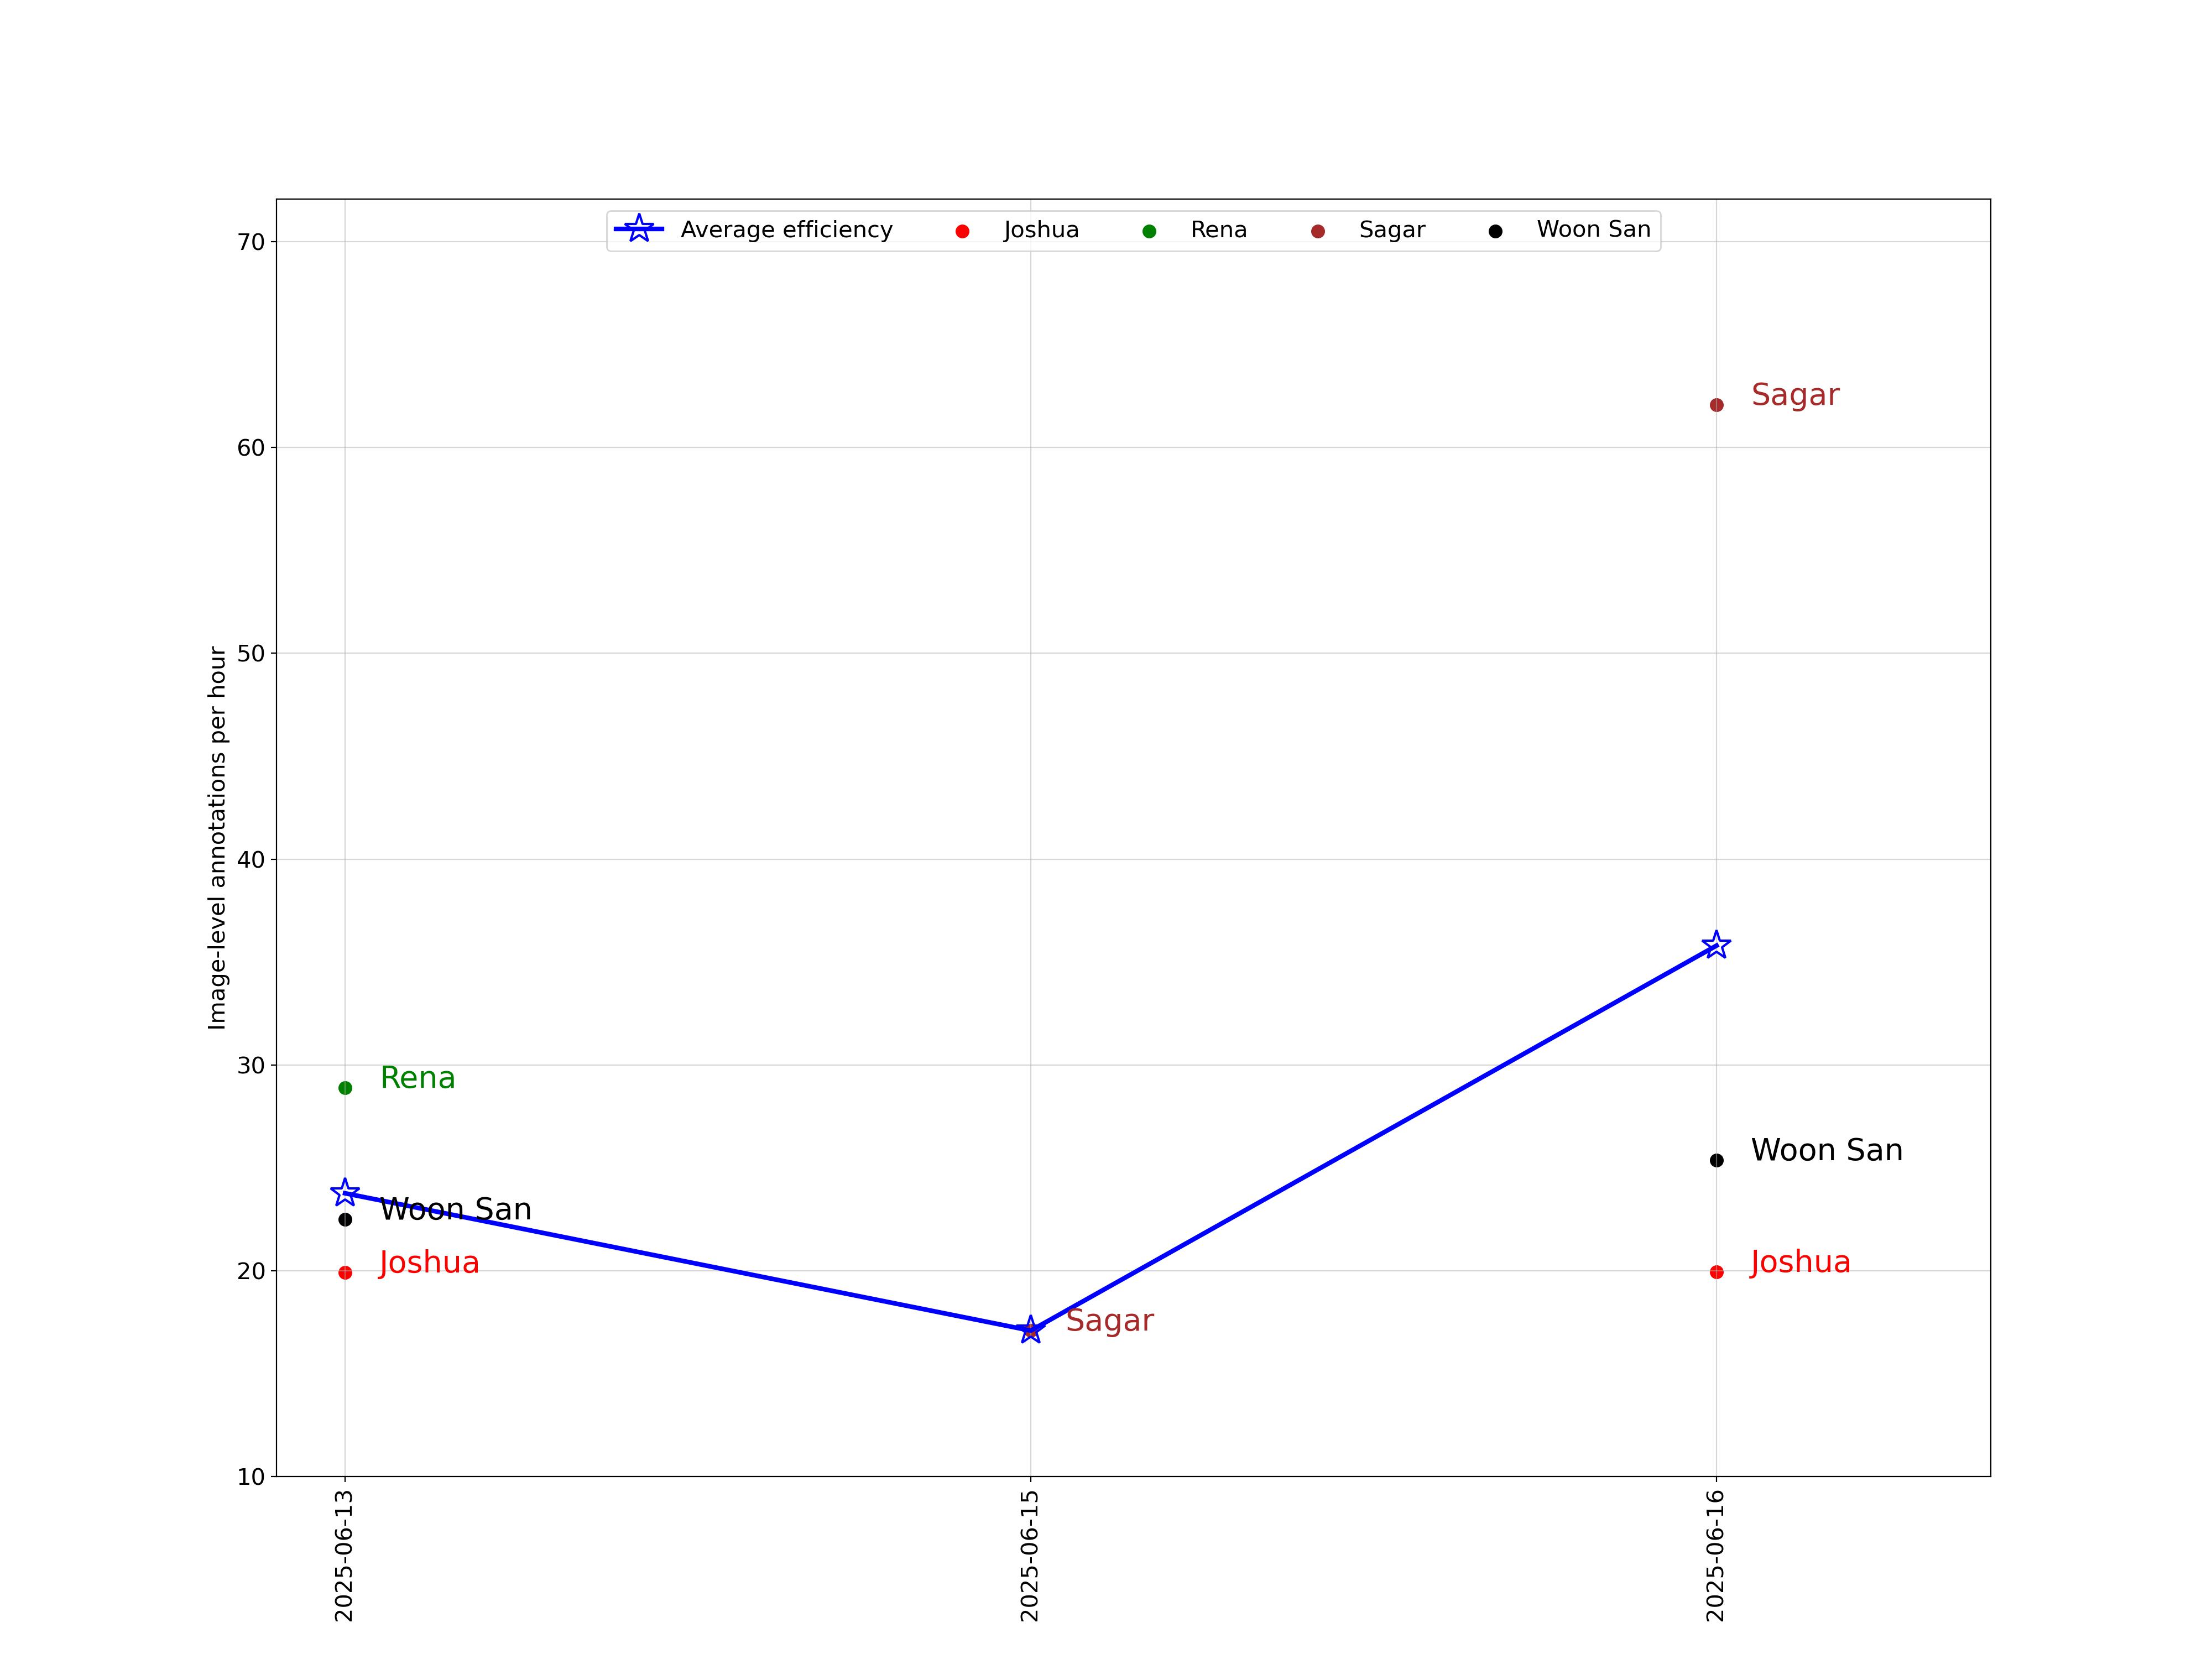 Average efficiency Joshua Rena Sagar Woon San
70
60
50
40
30
20
10
Image-level annotations per hour
Sagar
Rena
Woon San
Woon San
Joshua
Joshua
Sagar
2025-06-13
2025-06-15
2025-06-16